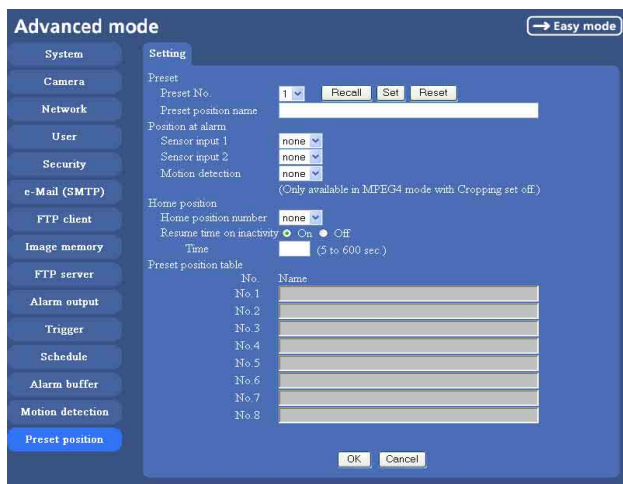 Advanced mode
→ Easy mode
System
Camera
Network
User
Security
e-Mail (SMTP)
FTP client
Image memory
FTP server
Alarm output
Trigger
Schedule
Alarm buffer
Motion detection
Preset position
Setting
Preset
Preset No. 1 Recall Set Reset
Preset position name
Position at alarm
Sensor input 1 none
Sensor input 2 none
Motion detection none
(Only available in MPEG4 mode with Cropping set off.)
Home position
Home position number none
Resume time on inactivity On Off
Time (5 to 600 sec.)
Preset position table
No. Name
No.1
No.2
No.3
No.4
No.5
No.6
No.7
No.8
OK Cancel